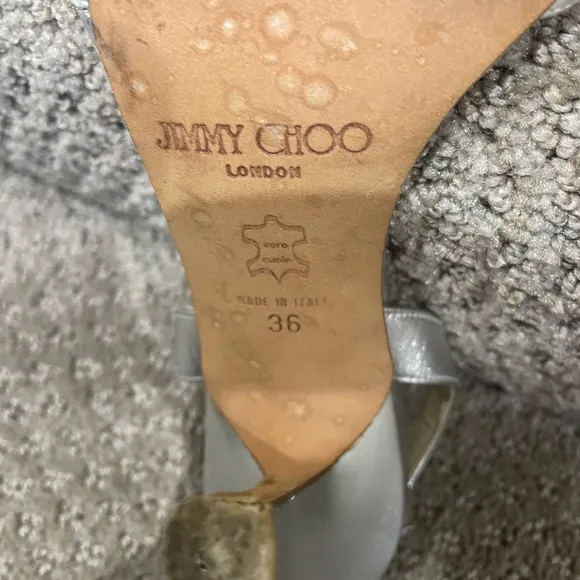 JIMMY CHOO
LONDON
vero
cuoio
MADE IN ITALY
36